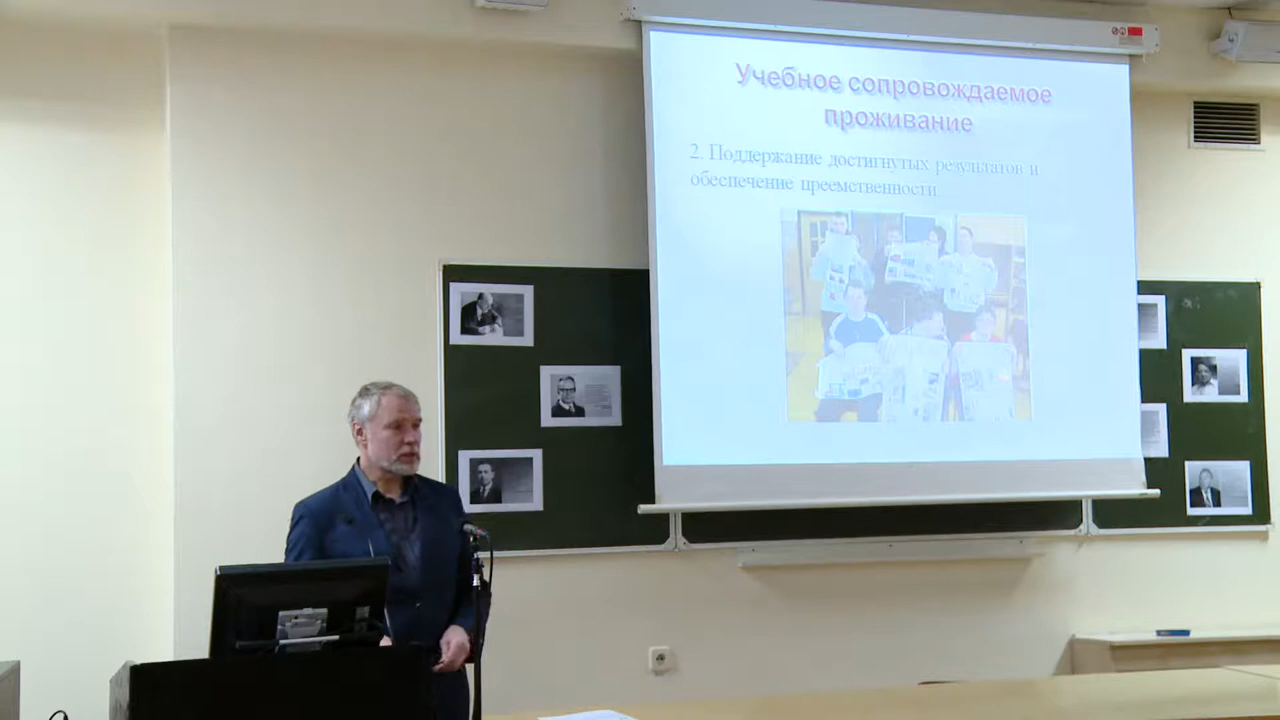 Учебное сопровождаемое
проживание
2. Поддержание достигнутых результатов и
обеспечение преемственности.